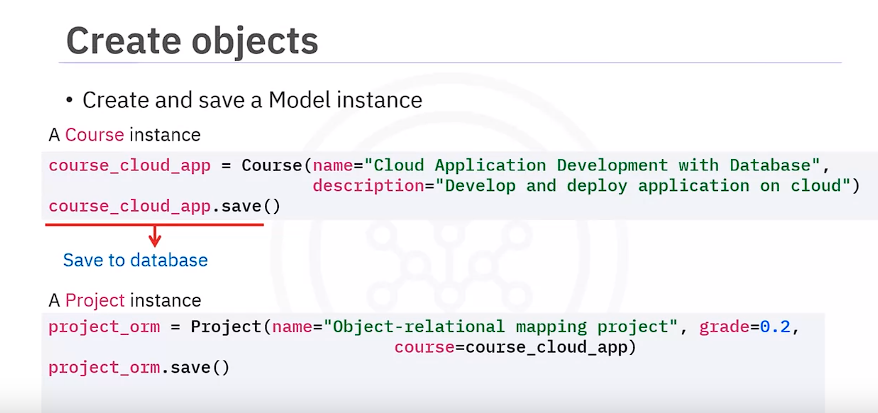 Create objects
• Create and save a Model instance
A Course instance
course_cloud_app = Course(name="Cloud Application Development with Database",
description="Develop and deploy application on cloud")
course_cloud_app.save()
Save to database
A Project instance
project_orm = Project(name="Object-relational mapping project", grade=0.2,
course=course_cloud_app)
project_orm.save()